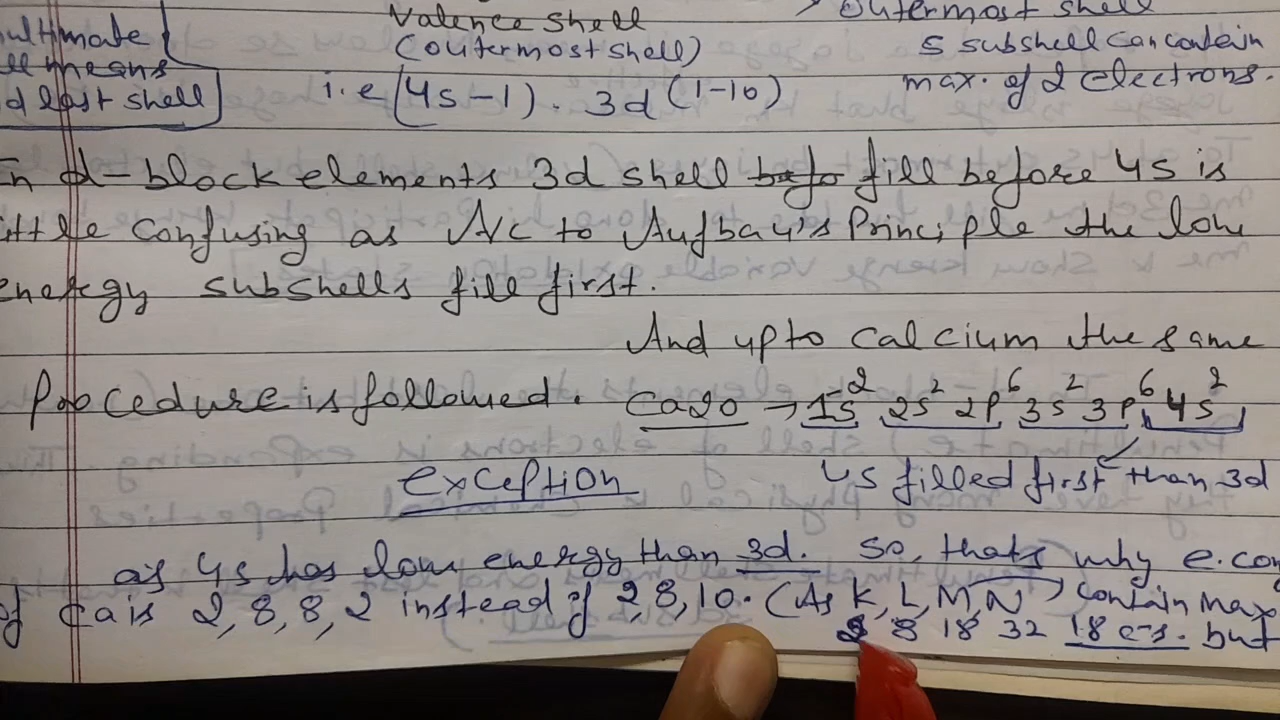 Valence shell → Outermost shell
ultimate (outermost shell) s subshell can contain
ll means max. of 2 electrons.
d last shell i.e (4s-1). 3d (1-10)
In d-block elements 3d shell fill before 4s is
ittle confusing as A/c to Aufbau's Principle the low
energy subshells fill first.
And upto Calcium the same
Procedure is followed. Ca20 → 1s² 2s² 2p⁶ 3s² 3p⁶ 4s²
exception 4s filled first than 3d
as 4s has low energy than 3d. So, thats why e.con
of Ca is 2,8,8,2 instead of 2,8,10. (As K, L, M, N contain max
2 8 18 32 18 e-s. but